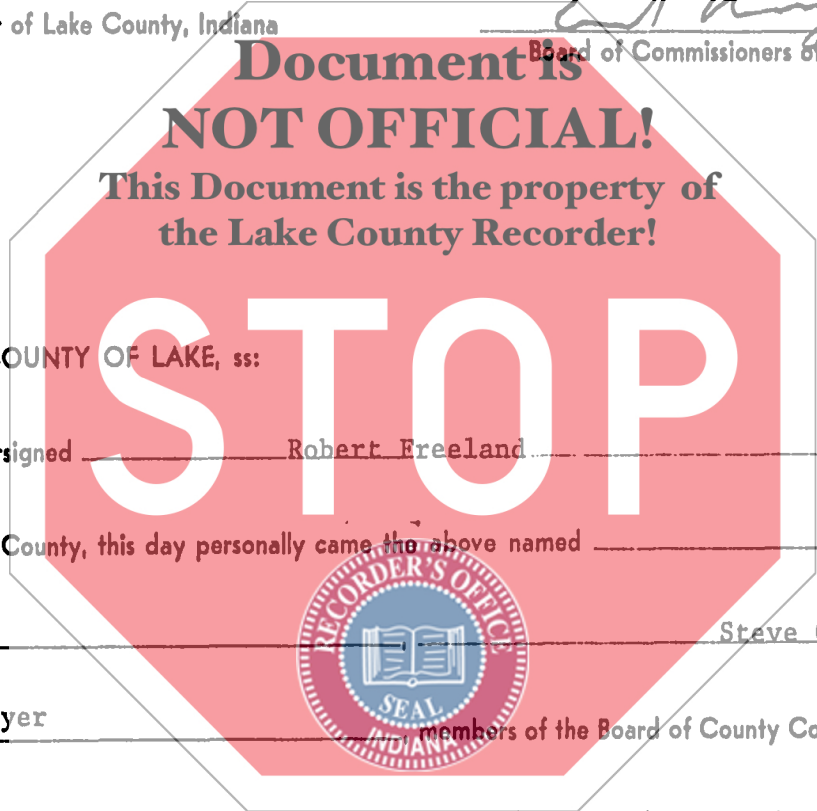 of Lake County, Indiana
Board of Commissioners of
Document is
NOT OFFICIAL!
This Document is the property of
the Lake County Recorder!
STOP
OUNTY OF LAKE, ss:
signed Robert Freeland
County, this day personally came the above named
RECORDER'S OFFICE
Steve
SEAL
yer
INDIANA
members of the Board of County Co